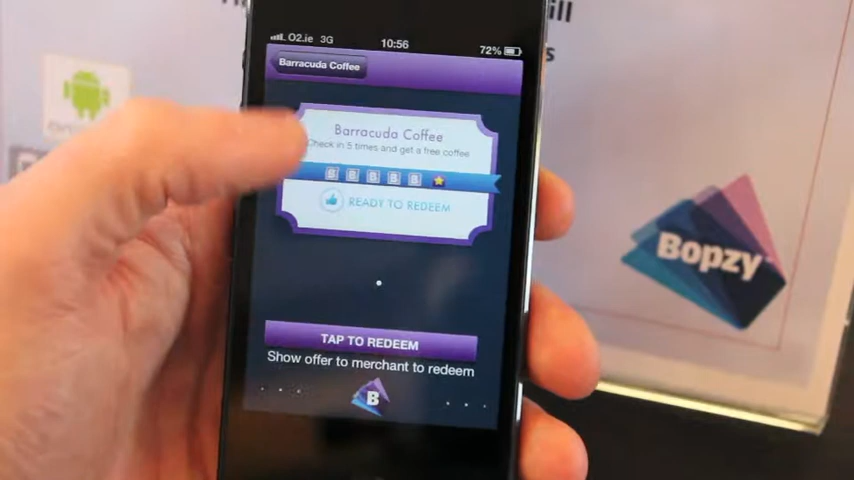 O2.ie 3G 10:56 72%
Barracuda Coffee
Barracuda Coffee
Check in 5 times and get a free coffee
B B B B B
READY TO REDEEM
TAP TO REDEEM
Show offer to merchant to redeem
B
Bopzy